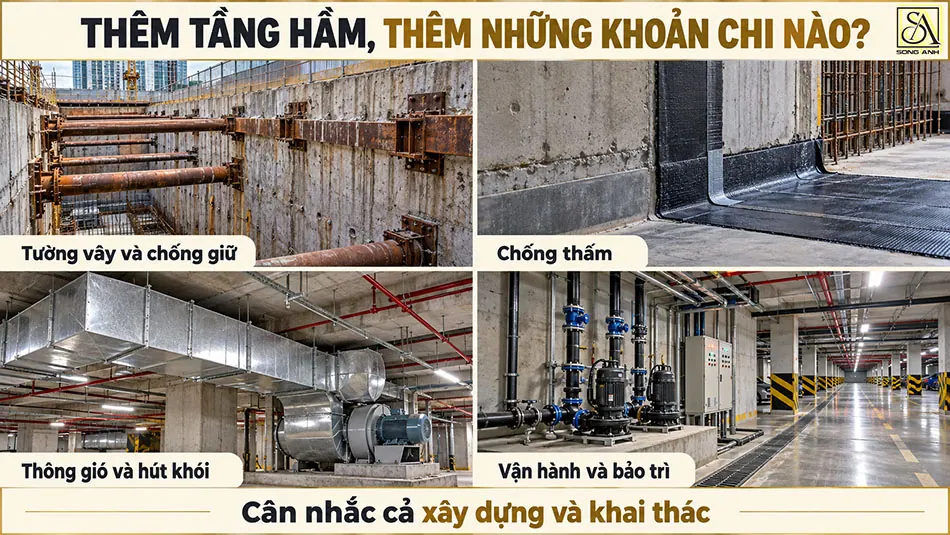 THÊM TẦNG HẦM, THÊM NHỮNG KHOẢN CHI NÀO?
SA
SONG ANH
Tường vây và chống giữ
Chống thấm
Thông gió và hút khói
Vận hành và bảo trì
Cân nhắc cả xây dựng và khai thác